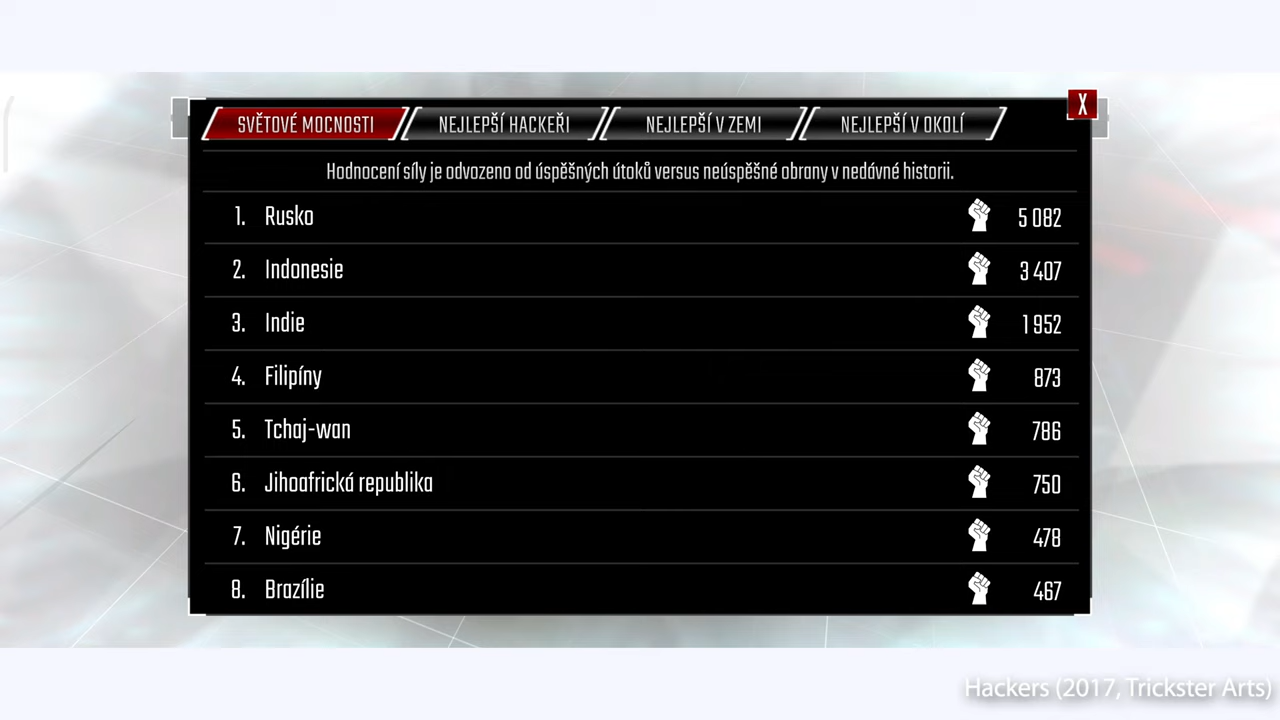 SVĚTOVÉ MOCNOSTI NEJLEPŠÍ HACKEŘI NEJLEPŠÍ V ZEMI NEJLEPŠÍ V OKOLÍ X
Hodnocení síly je odvozeno od úspěšných útoků versus neúspěšné obrany v nedávné historii.
1. Rusko 5 082
2. Indonesie 3 407
3. Indie 1 952
4. Filipíny 873
5. Tchaj-wan 786
6. Jihoafrická republika 750
7. Nigérie 478
8. Brazílie 467
Hackers (2017, Trickster Arts)